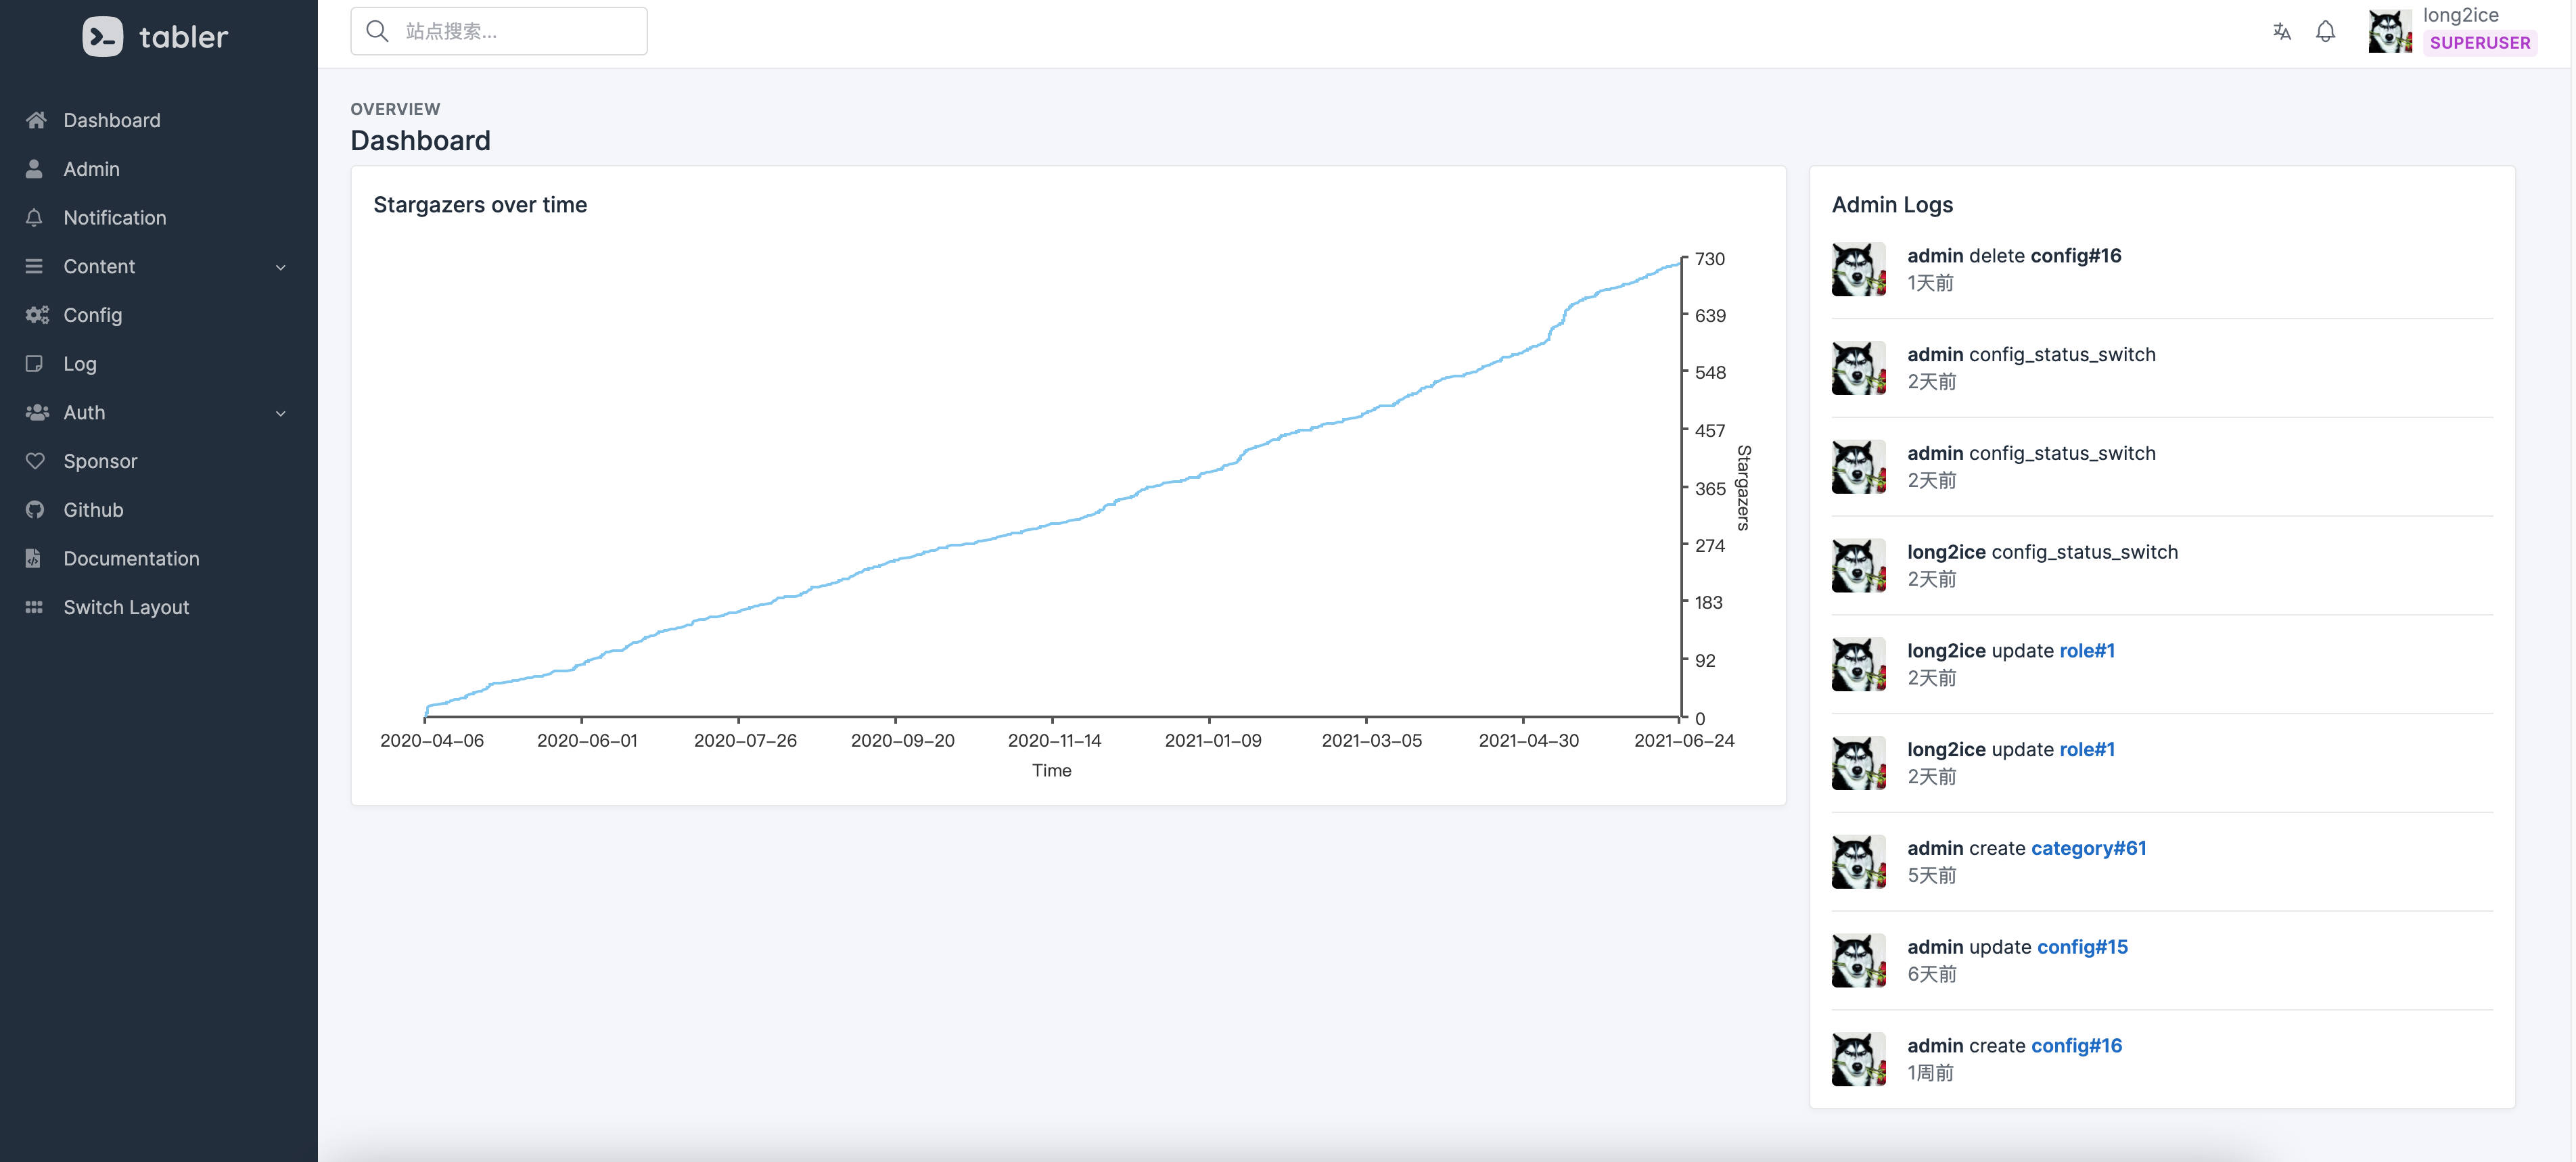 tabler
Dashboard
Admin
Notification
Content
Config
Log
Auth
Sponsor
Github
Documentation
Switch Layout
站点搜索...
long2ice
SUPERUSER
OVERVIEW
Dashboard
Stargazers over time
730
639
548
457
365
274
183
92
0
Stargazers
2020–04–06 2020–06–01 2020–07–26 2020–09–20 2020–11–14 2021–01–09 2021–03–05 2021–04–30 2021–06–24
Time
Admin Logs
admin delete config#16
1天前
admin config_status_switch
2天前
admin config_status_switch
2天前
long2ice config_status_switch
2天前
long2ice update role#1
2天前
long2ice update role#1
2天前
admin create category#61
5天前
admin update config#15
6天前
admin create config#16
1周前